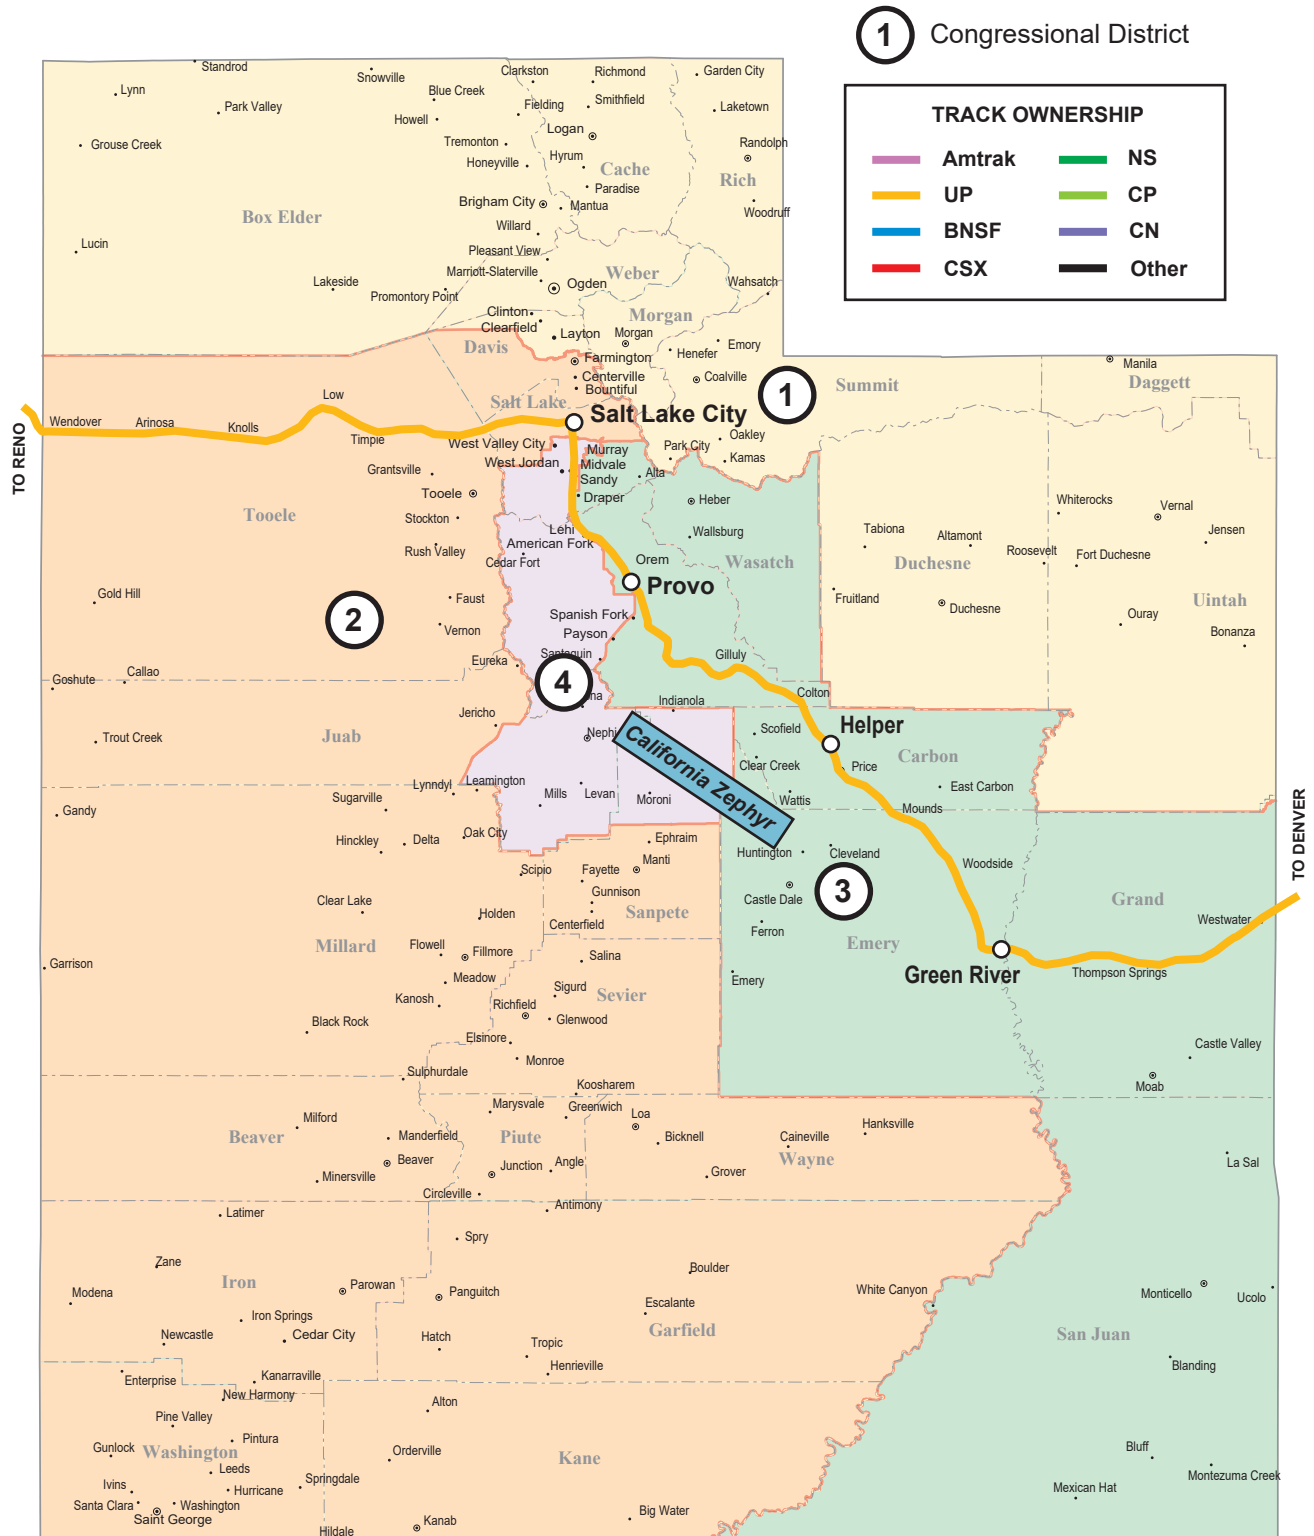 1 Congressional District
TRACK OWNERSHIP
Amtrak NS
UP CP
BNSF CN
CSX Other
Standrod
Snowville
Clarkston
Richmond
Garden City
Lynn
Park Valley
Blue Creek
Fielding
Smithfield
Laketown
Howell
Logan
Grouse Creek
Tremonton
Randolph
Honeyville
Hyrum
Cache
Rich
Paradise
Brigham City
Mantua
Woodruff
Box Elder
Willard
Lucin
Pleasant View
Marriott-Slaterville
Weber
Lakeside
Ogden
Wahsatch
Promontory Point
Clinton
Morgan
Clearfield
Layton
Morgan
Davis
Henefer
Emory
Farmington
Manila
Centerville
Coalville
Bountiful
1
Summit
Daggett
Low
Salt Lake
Salt Lake City
TO RENO
Wendover
Arinosa
Knolls
Timpie
West Valley City
Murray
Park City
Oakley
Grantsville
West Jordan
Midvale
Kamas
Sandy
Alta
Tooele
Draper
Heber
Whiterocks
Vernal
Tooele
Stockton
Lehi
Wallsburg
Tabiona
Altamont
Jensen
Rush Valley
American Fork
Cedar Fort
Orem
Wasatch
Duchesne
Roosevelt
Fort Duchesne
Gold Hill
Provo
Faust
Fruitland
Duchesne
Uintah
2
Spanish Fork
Ouray
Vernon
Payson
Bonanza
Santaquin
Gilluly
Eureka
Callao
Goshute
4
na
Indianola
Colton
Jericho
Trout Creek
Juab
Nephi
California Zephyr
Scofield
Helper
Carbon
Clear Creek
Price
Lynndyl
Leamington
East Carbon
Sugarville
Mills
Levan
Moroni
Wattis
Mounds
Gandy
TO DENVER
Hinckley
Delta
Oak City
Ephraim
Huntington
Cleveland
Woodside
Scipio
Fayette
Manti
3
Gunnison
Castle Dale
Clear Lake
Holden
Sanpete
Grand
Centerfield
Ferron
Westwater
Millard
Flowell
Fillmore
Emery
Salina
Garrison
Meadow
Emery
Green River
Thompson Springs
Kanosh
Sigurd
Sevier
Richfield
Black Rock
Glenwood
Elsinore
Castle Valley
Monroe
Sulphurdale
Koosharem
Moab
Marysvale
Greenwich
Loa
Milford
Hanksville
Beaver
Manderfield
Piute
Bicknell
Caineville
Wayne
Beaver
Junction
Angle
La Sal
Minersville
Grover
Circleville
Latimer
Antimony
Spry
Zane
Boulder
Iron
Parowan
Panguitch
White Canyon
Modena
Escalante
Monticello
Ucolo
Iron Springs
Newcastle
Cedar City
Hatch
Tropic
Garfield
San Juan
Henrieville
Blanding
Enterprise
Kanarraville
New Harmony
Alton
Pine Valley
Pintura
Gunlock
Washington
Orderville
Kane
Bluff
Leeds
Springdale
Montezuma Creek
Ivins
Hurricane
Mexican Hat
Santa Clara
Washington
Saint George
Big Water
Kanab
Hildale